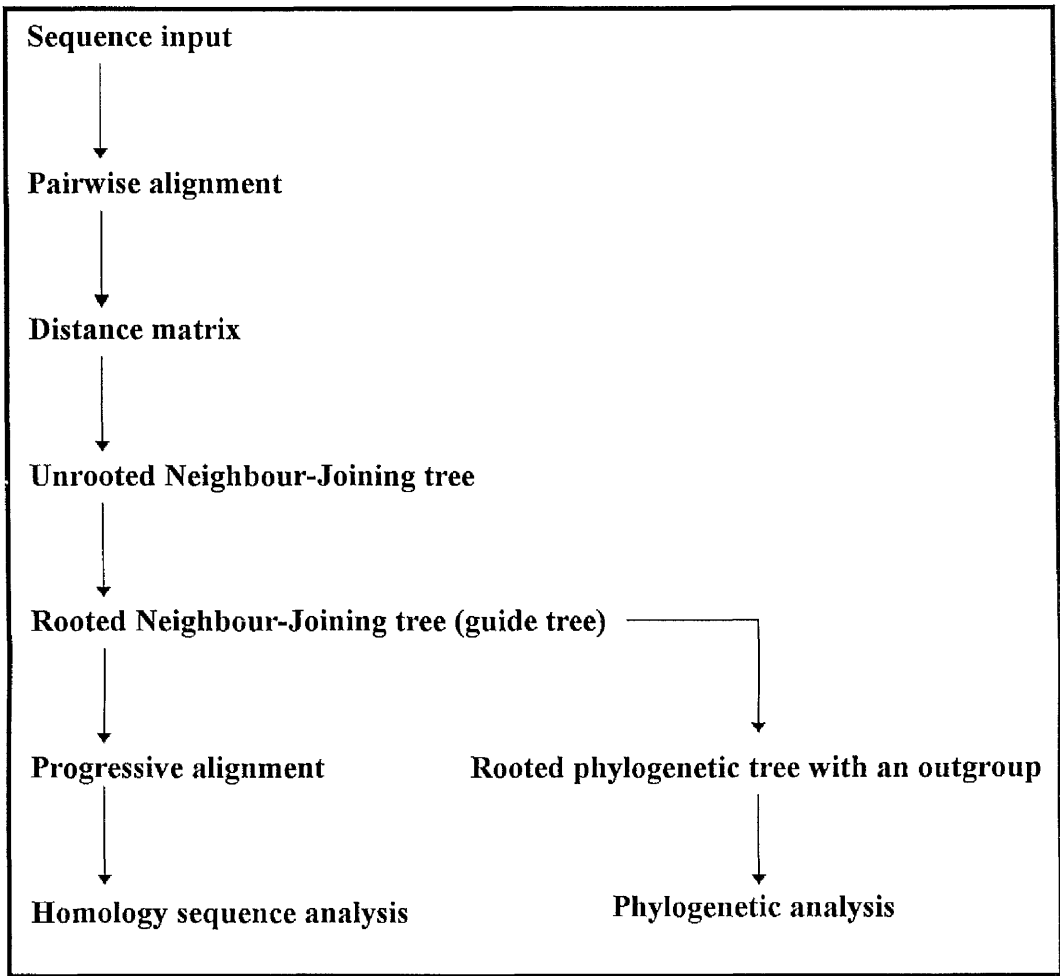 Sequence input
Pairwise alignment
Distance matrix
Unrooted Neighbour-Joining tree
Rooted Neighbour-Joining tree (guide tree)
Progressive alignment
Rooted phylogenetic tree with an outgroup
Homology sequence analysis
Phylogenetic analysis